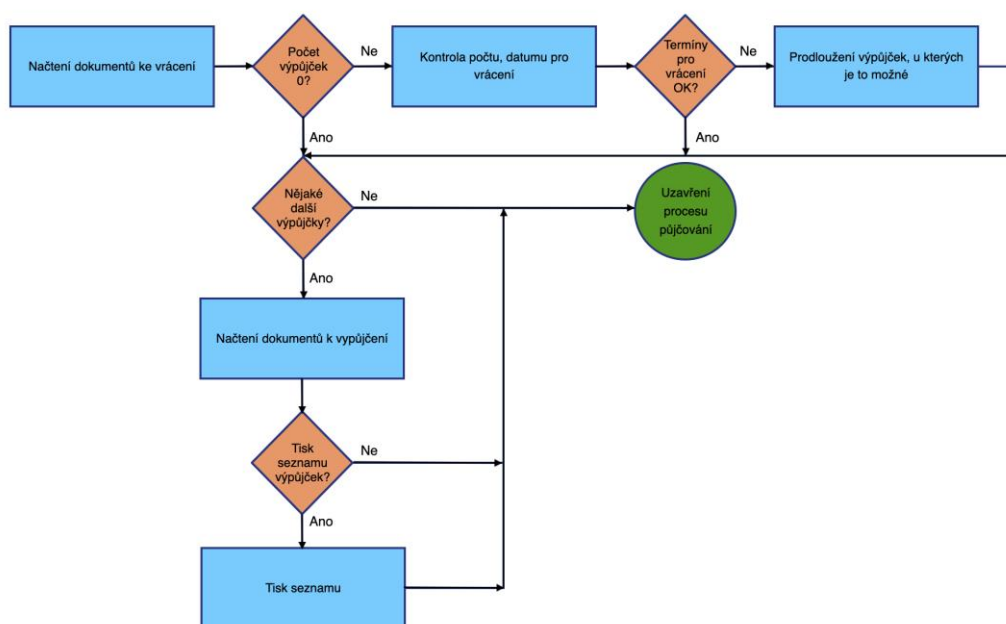 Načtení dokumentů ke vrácení
Počet
výpůjček
0?
Ne
Kontrola počtu, datumu pro
vrácení
Termíny
pro
vrácení
OK?
Ne
Prodloužení výpůjček, u kterých
je to možné
Ano
Ano
Nějaké
další
výpůjčky?
Ne
Uzavření
procesu
půjčování
Ano
Načtení dokumentů k vypůjčení
Tisk
seznamu
výpůjček?
Ne
Ano
Tisk seznamu